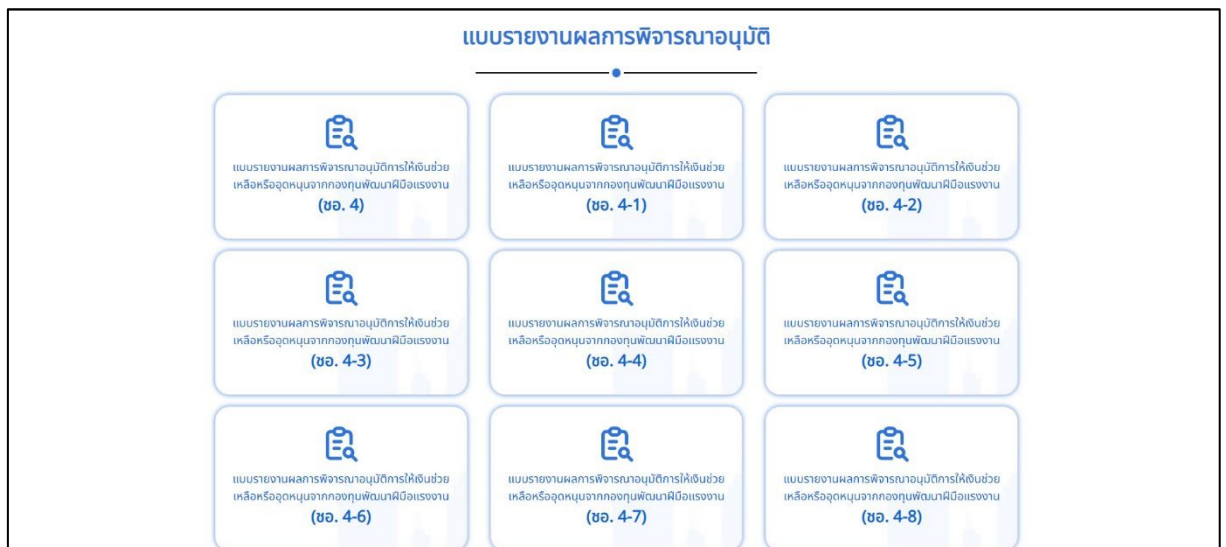 แบบรายงานผลการพิจารณาอนุมัติ
แบบรายงานผลการพิจารณาอนุมัติการให้เงินช่วย
เหลือหรืออุดหนุนจากกองทุนพัฒนาฝีมือแรงงาน
(ชอ. 4)
แบบรายงานผลการพิจารณาอนุมัติการให้เงินช่วย
เหลือหรืออุดหนุนจากกองทุนพัฒนาฝีมือแรงงาน
(ชอ. 4-1)
แบบรายงานผลการพิจารณาอนุมัติการให้เงินช่วย
เหลือหรืออุดหนุนจากกองทุนพัฒนาฝีมือแรงงาน
(ชอ. 4-2)
แบบรายงานผลการพิจารณาอนุมัติการให้เงินช่วย
เหลือหรืออุดหนุนจากกองทุนพัฒนาฝีมือแรงงาน
(ชอ. 4-3)
แบบรายงานผลการพิจารณาอนุมัติการให้เงินช่วย
เหลือหรืออุดหนุนจากกองทุนพัฒนาฝีมือแรงงาน
(ชอ. 4-4)
แบบรายงานผลการพิจารณาอนุมัติการให้เงินช่วย
เหลือหรืออุดหนุนจากกองทุนพัฒนาฝีมือแรงงาน
(ชอ. 4-5)
แบบรายงานผลการพิจารณาอนุมัติการให้เงินช่วย
เหลือหรืออุดหนุนจากกองทุนพัฒนาฝีมือแรงงาน
(ชอ. 4-6)
แบบรายงานผลการพิจารณาอนุมัติการให้เงินช่วย
เหลือหรืออุดหนุนจากกองทุนพัฒนาฝีมือแรงงาน
(ชอ. 4-7)
แบบรายงานผลการพิจารณาอนุมัติการให้เงินช่วย
เหลือหรืออุดหนุนจากกองทุนพัฒนาฝีมือแรงงาน
(ชอ. 4-8)